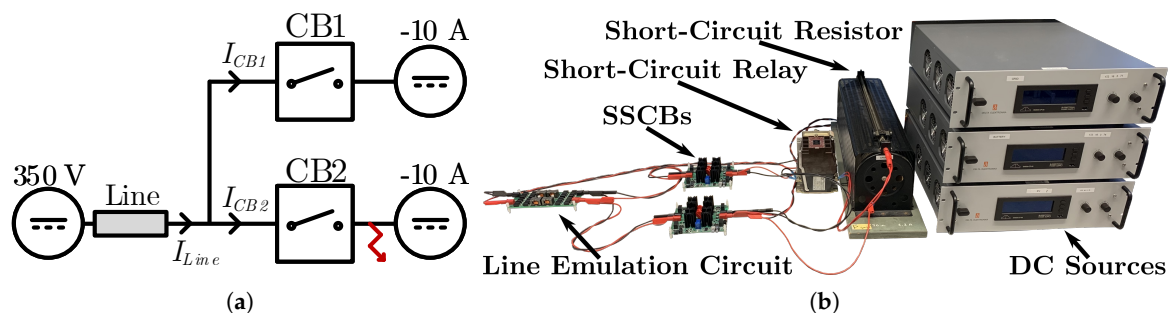 CB1
-10 A
I_CB1
350 V
Line
I_Line
CB2
-10 A
I_CB2
(a)
Short-Circuit Resistor
Short-Circuit Relay
SSCBs
Line Emulation Circuit
DC Sources
(b)